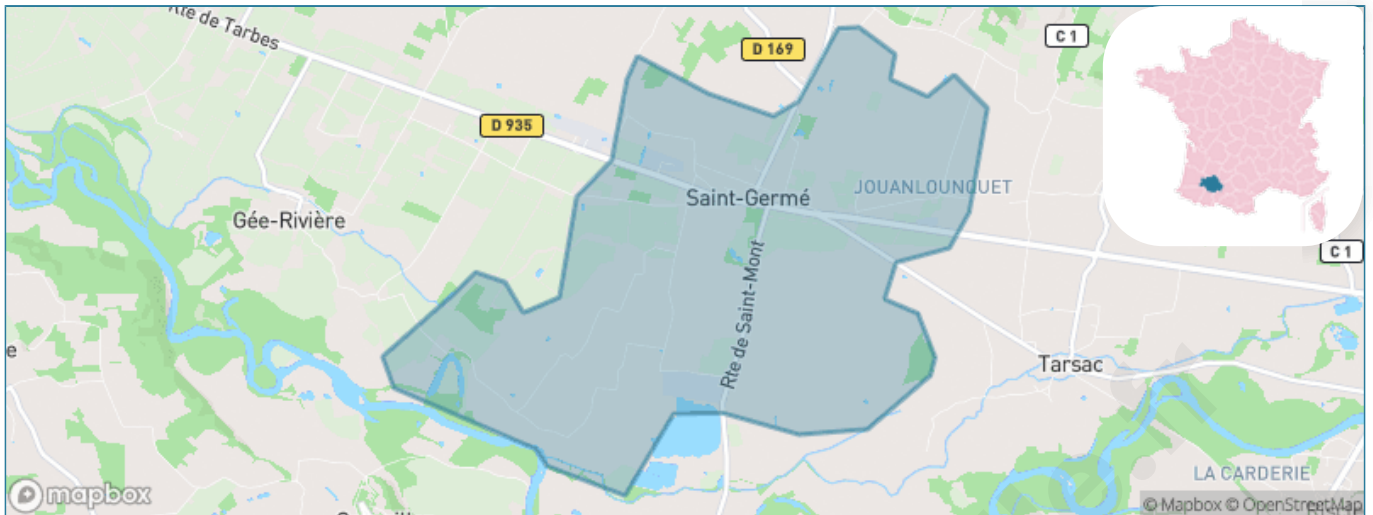 Rte de Tarbes
D 169
C 1
D 935
JOUANLOUNQUET
Saint-Germé
Gée-Rivière
C 1
Rte de Saint-Mont
Tarsac
LA CARDERIE
mapbox
© Mapbox © OpenStreetMap